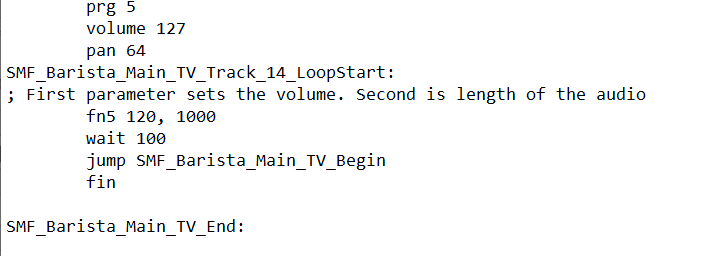 prg 5
volume 127
pan 64
SMF_Barista_Main_TV_Track_14_LoopStart:
; First parameter sets the volume. Second is length of the audio
fn5 120, 1000
wait 100
jump SMF_Barista_Main_TV_Begin
fin
SMF_Barista_Main_TV_End: